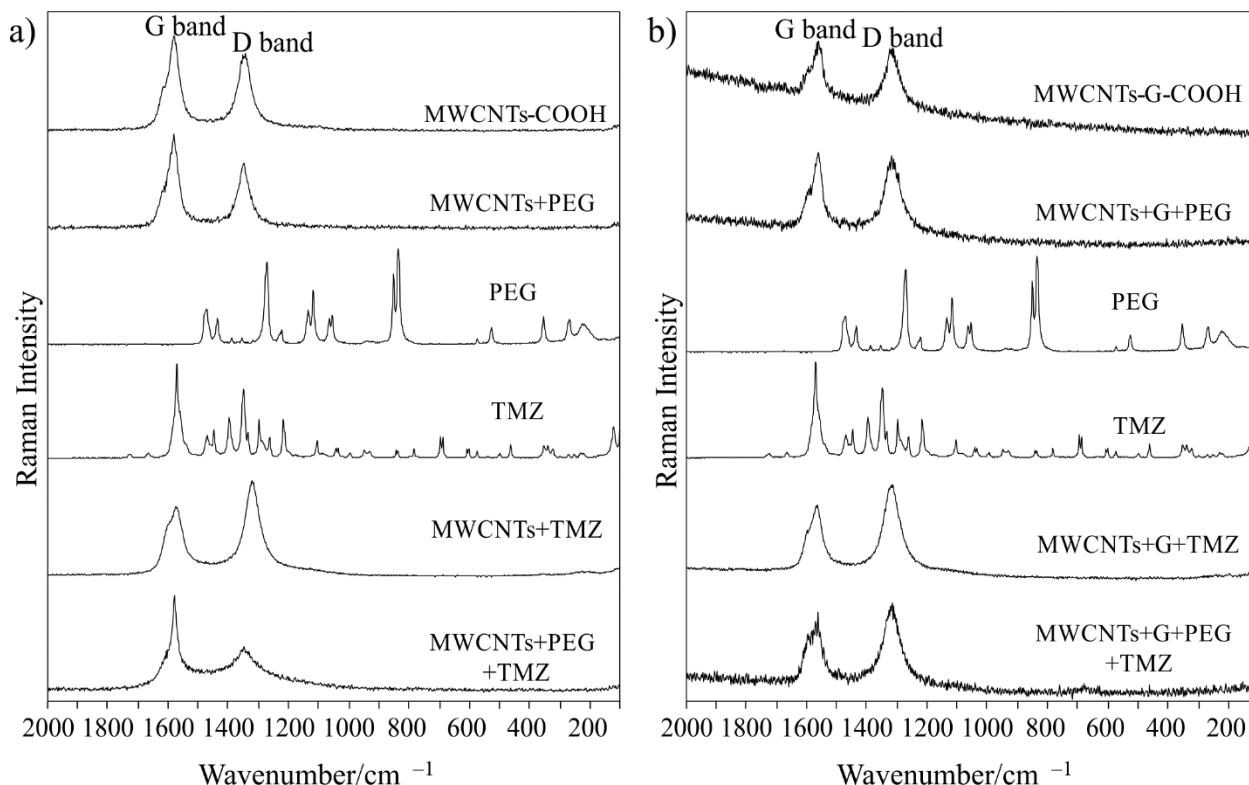 a)
G band
D band
MWCNTs-COOH
MWCNTs+PEG
PEG
TMZ
MWCNTs+TMZ
MWCNTs+PEG
+TMZ
Raman Intensity
2000 1800 1600 1400 1200 1000 800 600 400 200
Wavenumber/cm ⁻¹
b)
G band
D band
MWCNTs-G-COOH
MWCNTs+G+PEG
PEG
TMZ
MWCNTs+G+TMZ
MWCNTs+G+PEG
+TMZ
Raman Intensity
2000 1800 1600 1400 1200 1000 800 600 400 200
Wavenumber/cm ⁻¹